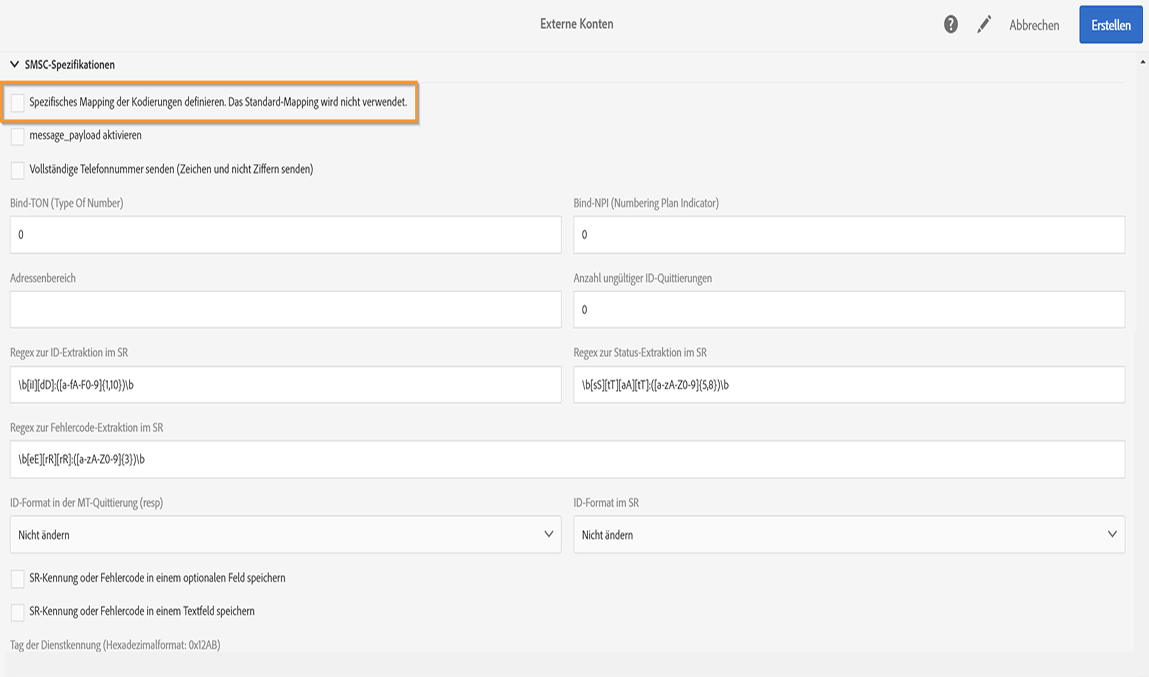 Externe Konten
Abbrechen
Erstellen
SMSC-Spezifikationen
Spezifisches Mapping der Kodierungen definieren. Das Standard-Mapping wird nicht verwendet.
message_payload aktivieren
Vollständige Telefonnummer senden (Zeichen und nicht Ziffern senden)
Bind-TON (Type Of Number)
Bind-NPI (Numbering Plan Indicator)
0
0
Adressenbereich
Anzahl ungültiger ID-Quittierungen
0
Regex zur ID-Extraktion im SR
Regex zur Status-Extraktion im SR
\b[iI][dD]:([a-fA-F0-9]{1,10})\b
\b[sS][tT][aA][tT]:([a-zA-Z0-9]{5,8})\b
Regex zur Fehlercode-Extraktion im SR
\b[eE][rR][rR]:([a-zA-Z0-9]{3})\b
ID-Format in der MT-Quittierung (resp)
ID-Format im SR
Nicht ändern
Nicht ändern
SR-Kennung oder Fehlercode in einem optionalen Feld speichern
SR-Kennung oder Fehlercode in einem Textfeld speichern
Tag der Dienstkennung (Hexadezimalformat: 0x12AB)